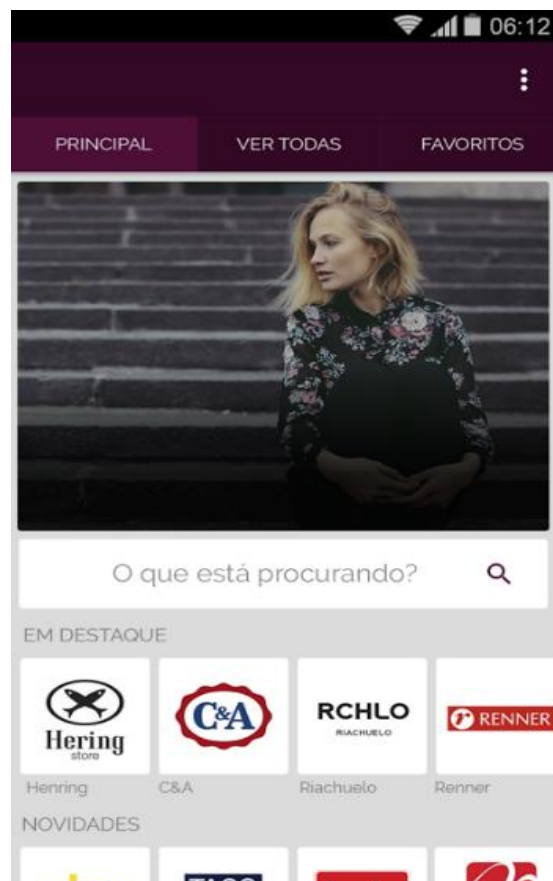 06:12
PRINCIPAL VER TODAS FAVORITOS
O que está procurando?
EM DESTAQUE
Hering
store
C&A
RCHLO
RIACHUELO
r RENNER
Henring C&A Riachuelo Renner
NOVIDADES
TACO